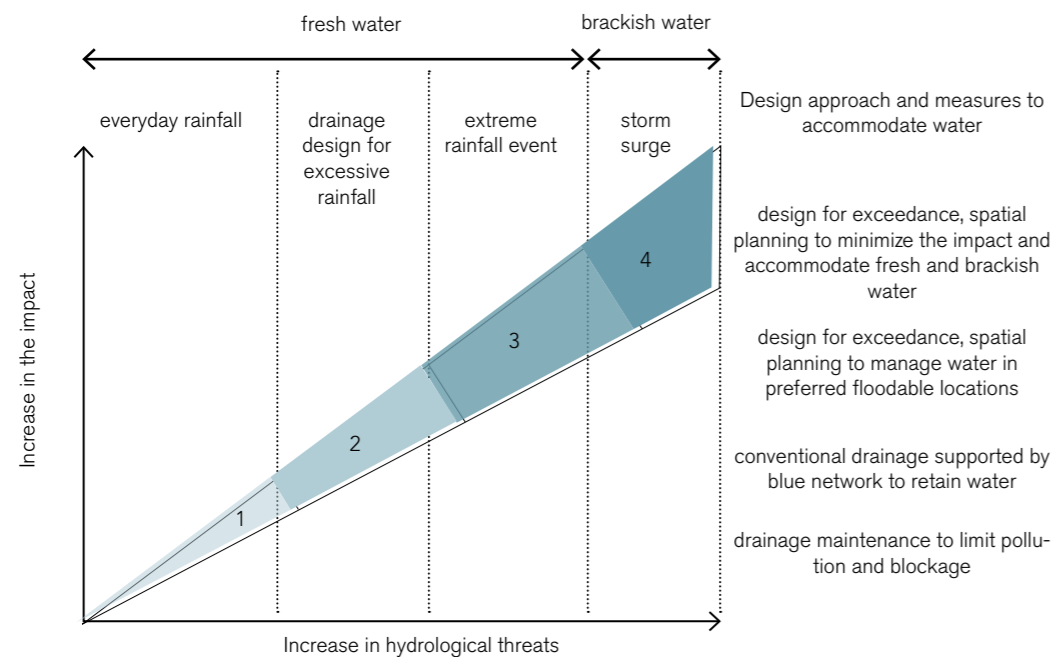 fresh water
brackish water
everyday rainfall
drainage
design for
excessive
rainfall
extreme
rainfall event
storm
surge
Design approach and measures to
accommodate water
design for exceedance, spatial
planning to minimize the impact and
accommodate fresh and brackish
water
design for exceedance, spatial
planning to manage water in
preferred floodable locations
conventional drainage supported by
blue network to retain water
drainage maintenance to limit pollu-
tion and blockage
Increase in the impact
1
2
3
4
Increase in hydrological threats